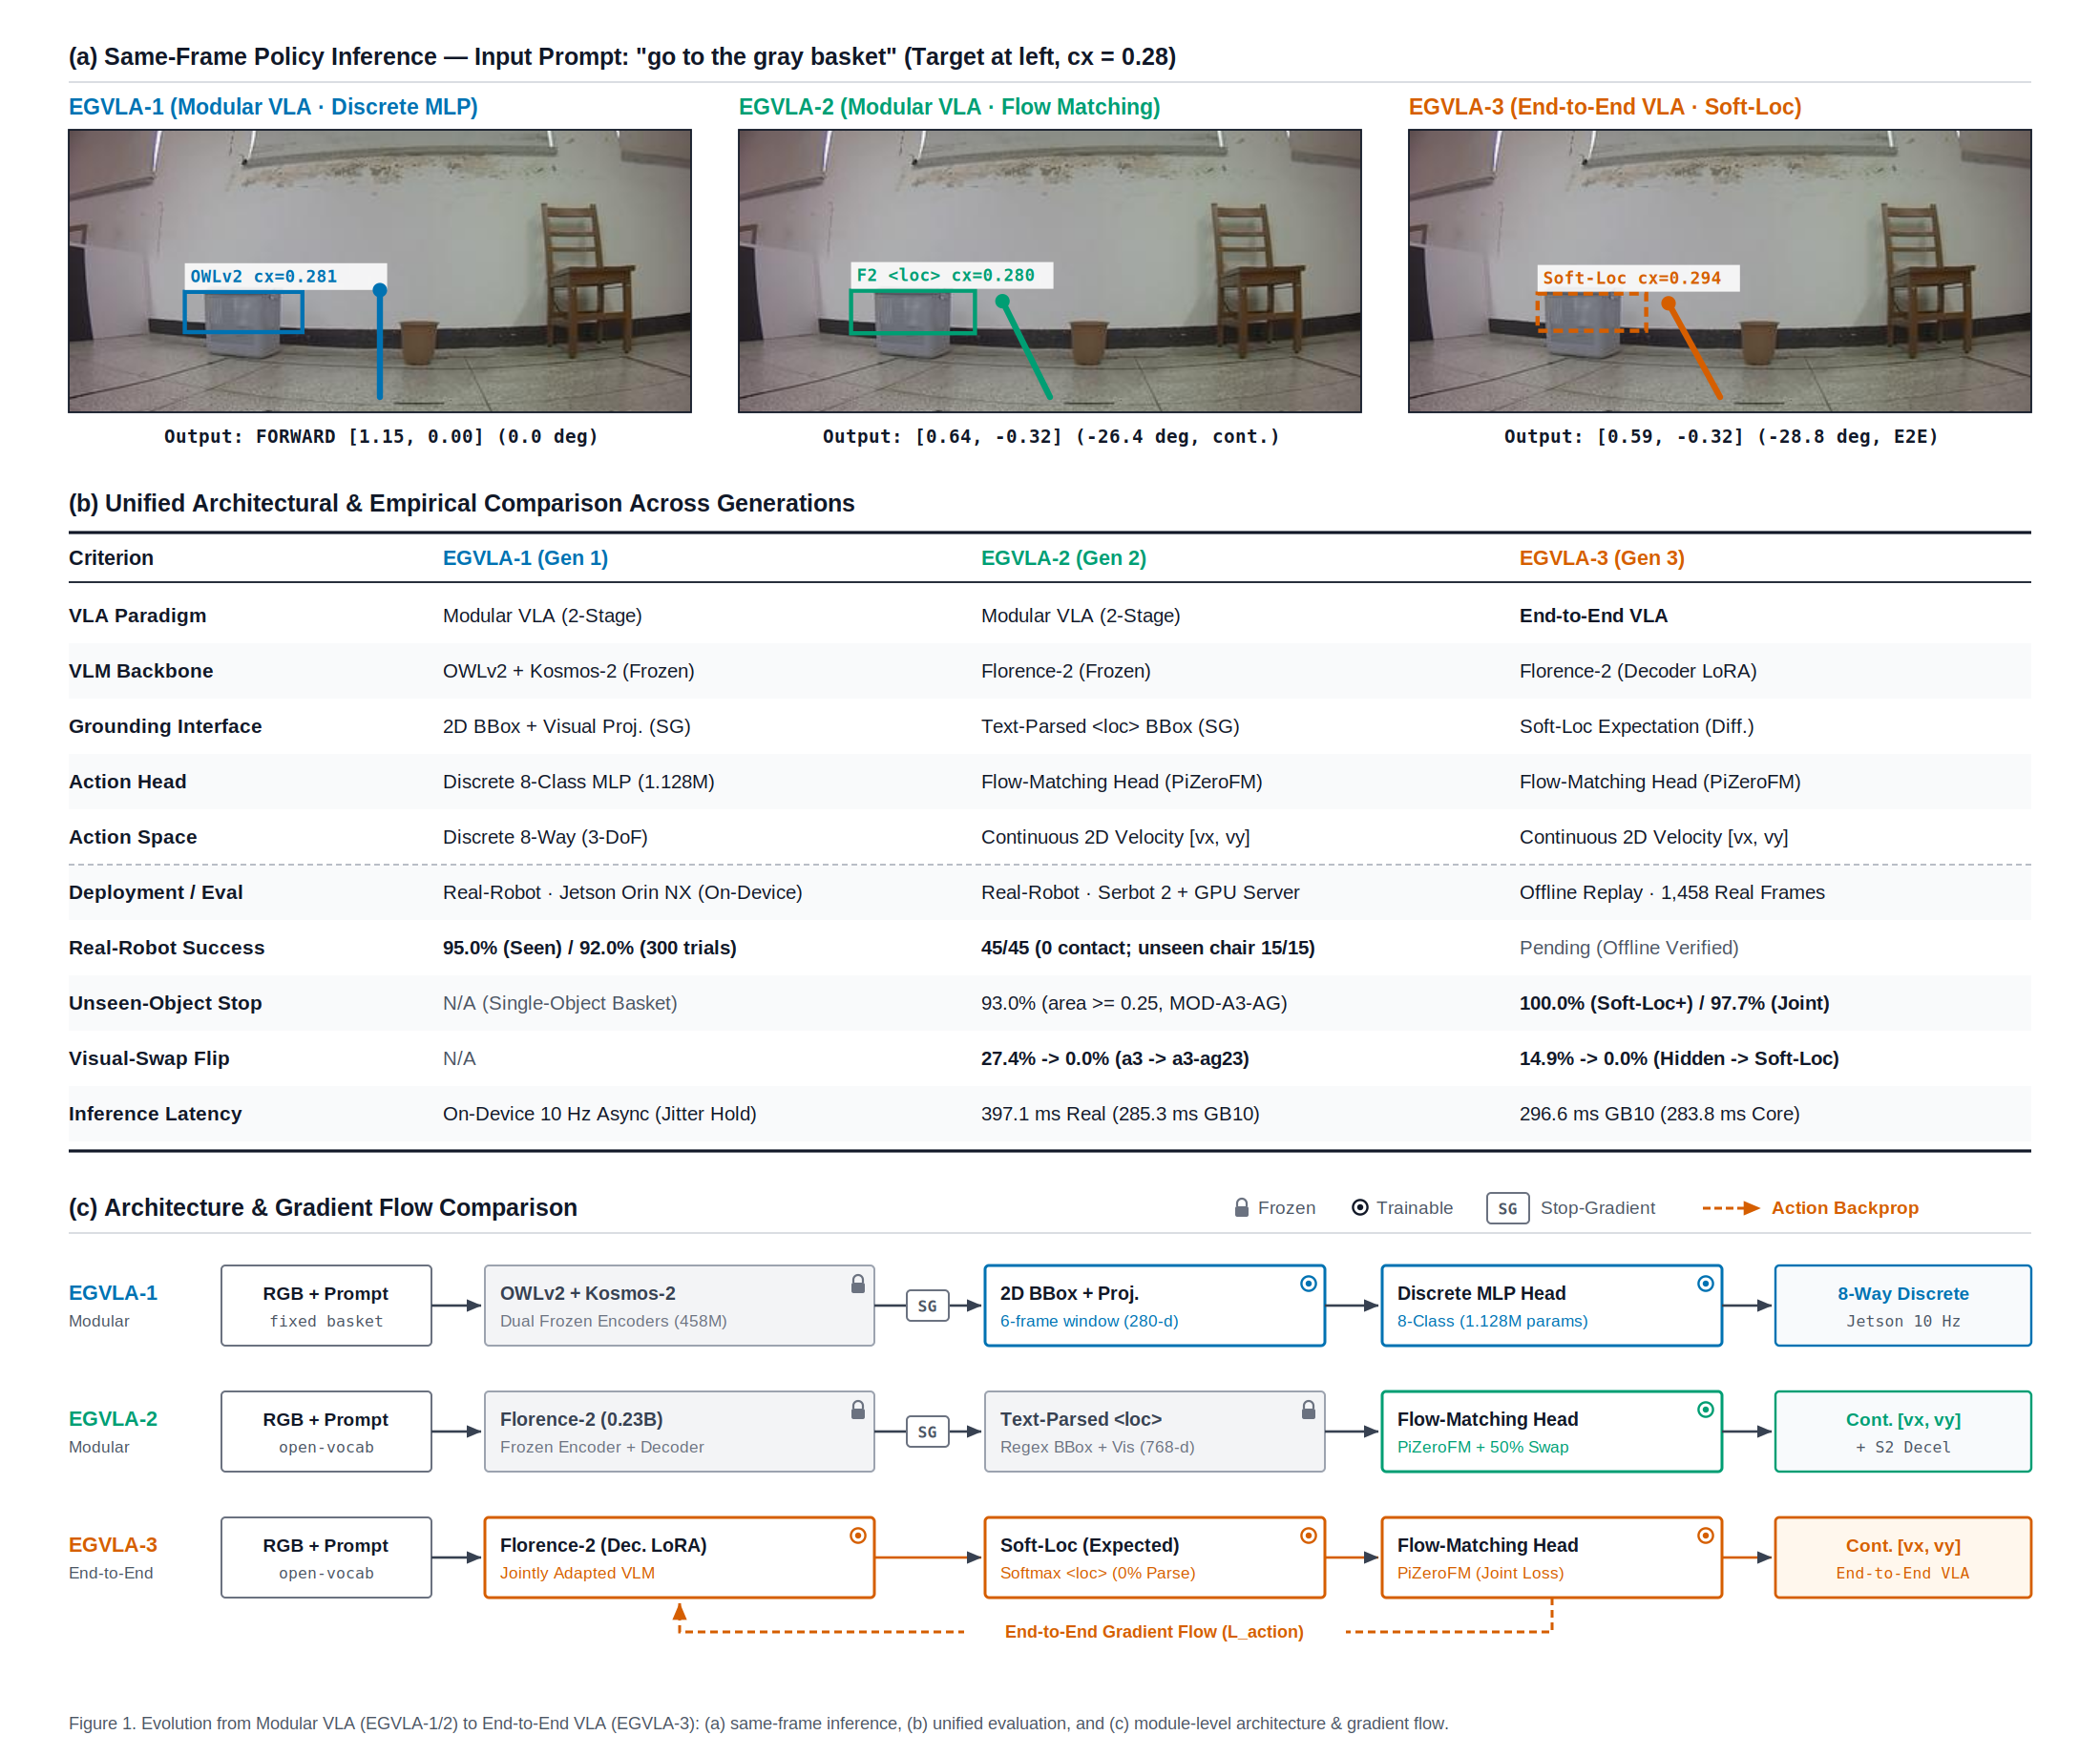 (a) Same-Frame Policy Inference — Input Prompt: "go to the gray basket" (Target at left, cx = 0.28)
EGVLA-1 (Modular VLA · Discrete MLP)
OWLv2 cx=0.281
Output: FORWARD [1.15, 0.00] (0.0 deg)
EGVLA-2 (Modular VLA · Flow Matching)
F2 <loc> cx=0.280
Output: [0.64, -0.32] (-26.4 deg, cont.)
EGVLA-3 (End-to-End VLA · Soft-Loc)
Soft-Loc cx=0.294
Output: [0.59, -0.32] (-28.8 deg, E2E)
(b) Unified Architectural & Empirical Comparison Across Generations
Criterion EGVLA-1 (Gen 1) EGVLA-2 (Gen 2) EGVLA-3 (Gen 3)
VLA Paradigm Modular VLA (2-Stage) Modular VLA (2-Stage) End-to-End VLA
VLM Backbone OWLv2 + Kosmos-2 (Frozen) Florence-2 (Frozen) Florence-2 (Decoder LoRA)
Grounding Interface 2D BBox + Visual Proj. (SG) Text-Parsed <loc> BBox (SG) Soft-Loc Expectation (Diff.)
Action Head Discrete 8-Class MLP (1.128M) Flow-Matching Head (PiZeroFM) Flow-Matching Head (PiZeroFM)
Action Space Discrete 8-Way (3-DoF) Continuous 2D Velocity [vx, vy] Continuous 2D Velocity [vx, vy]
Deployment / Eval Real-Robot · Jetson Orin NX (On-Device) Real-Robot · Serbot 2 + GPU Server Offline Replay · 1,458 Real Frames
Real-Robot Success 95.0% (Seen) / 92.0% (300 trials) 45/45 (0 contact; unseen chair 15/15) Pending (Offline Verified)
Unseen-Object Stop N/A (Single-Object Basket) 93.0% (area >= 0.25, MOD-A3-AG) 100.0% (Soft-Loc+) / 97.7% (Joint)
Visual-Swap Flip N/A 27.4% -> 0.0% (a3 -> a3-ag23) 14.9% -> 0.0% (Hidden -> Soft-Loc)
Inference Latency On-Device 10 Hz Async (Jitter Hold) 397.1 ms Real (285.3 ms GB10) 296.6 ms GB10 (283.8 ms Core)
(c) Architecture & Gradient Flow Comparison
Frozen Trainable SG Stop-Gradient Action Backprop
EGVLA-1
Modular
RGB + Prompt
fixed basket
OWLv2 + Kosmos-2
Dual Frozen Encoders (458M)
SG
2D BBox + Proj.
6-frame window (280-d)
Discrete MLP Head
8-Class (1.128M params)
8-Way Discrete
Jetson 10 Hz
EGVLA-2
Modular
RGB + Prompt
open-vocab
Florence-2 (0.23B)
Frozen Encoder + Decoder
SG
Text-Parsed <loc>
Regex BBox + Vis (768-d)
Flow-Matching Head
PiZeroFM + 50% Swap
Cont. [vx, vy]
+ S2 Decel
EGVLA-3
End-to-End
RGB + Prompt
open-vocab
Florence-2 (Dec. LoRA)
Jointly Adapted VLM
Soft-Loc (Expected)
Softmax <loc> (0% Parse)
Flow-Matching Head
PiZeroFM (Joint Loss)
Cont. [vx, vy]
End-to-End VLA
End-to-End Gradient Flow (L_action)
Figure 1. Evolution from Modular VLA (EGVLA-1/2) to End-to-End VLA (EGVLA-3): (a) same-frame inference, (b) unified evaluation, and (c) module-level architecture & gradient flow.